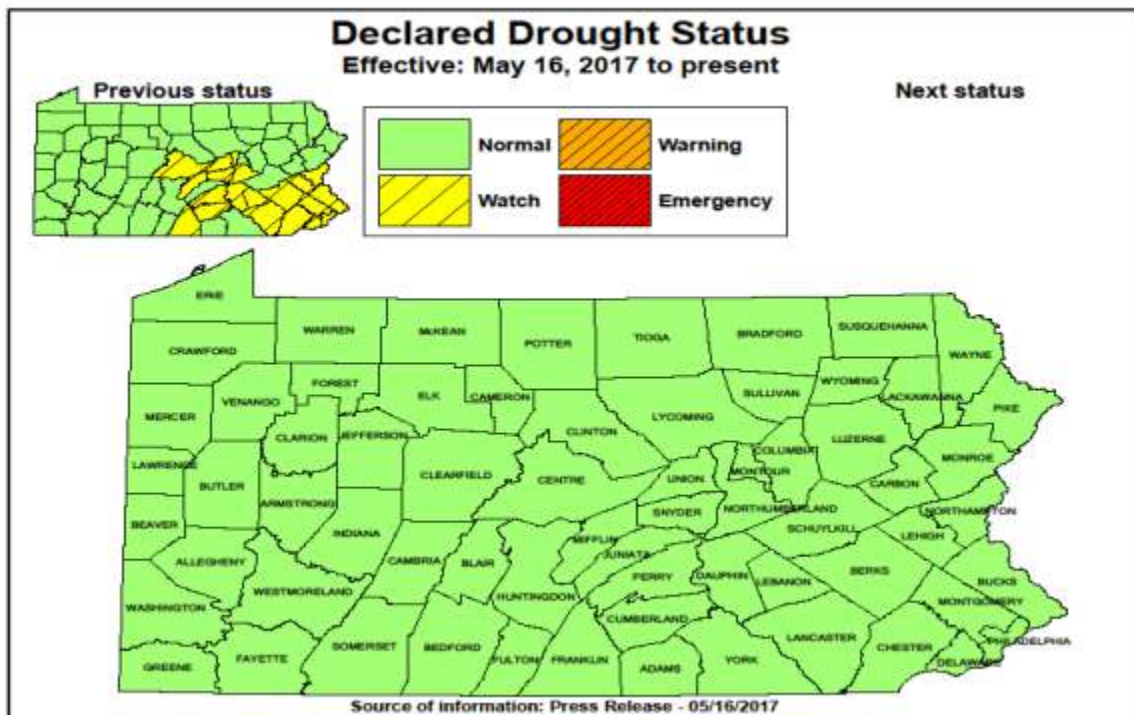 Declared Drought Status
Effective: May 16, 2017 to present
Previous status
Next status
Normal
Warning
Watch
Emergency
ERIE
WARREN
McKEAN
POTTER
TIOGA
BRADFORD
SUSQUEHANNA
WAYNE
CRAWFORD
FOREST
VENANGO
ELK
CAMERON
SULLIVAN
WYOMING
LACKAWANNA
PIKE
MERCER
LYCOMING
CLINTON
CLARION
JEFFERSON
LUZERNE
COLUMBIA
MONROE
LAWRENCE
BUTLER
CLEARFIELD
CENTRE
UNION
MONTOUR
CARBON
ARMSTRONG
BEAVER
INDIANA
SNYDER
NORTHUMBERLAND
NORTHAMPTON
SCHUYLKILL
LEHIGH
MIFFLIN
JUNIATA
ALLEGHENY
CAMBRIA
BLAIR
PERRY
DAUPHIN
LEBANON
BERKS
BUCKS
WESTMORELAND
HUNTINGDON
WASHINGTON
CUMBERLAND
MONTGOMERY
LANCASTER
PHILADELPHIA
GREENE
FAYETTE
SOMERSET
BEDFORD
FULTON
FRANKLIN
ADAMS
YORK
CHESTER
DELAWARE
Source of information: Press Release - 05/16/2017